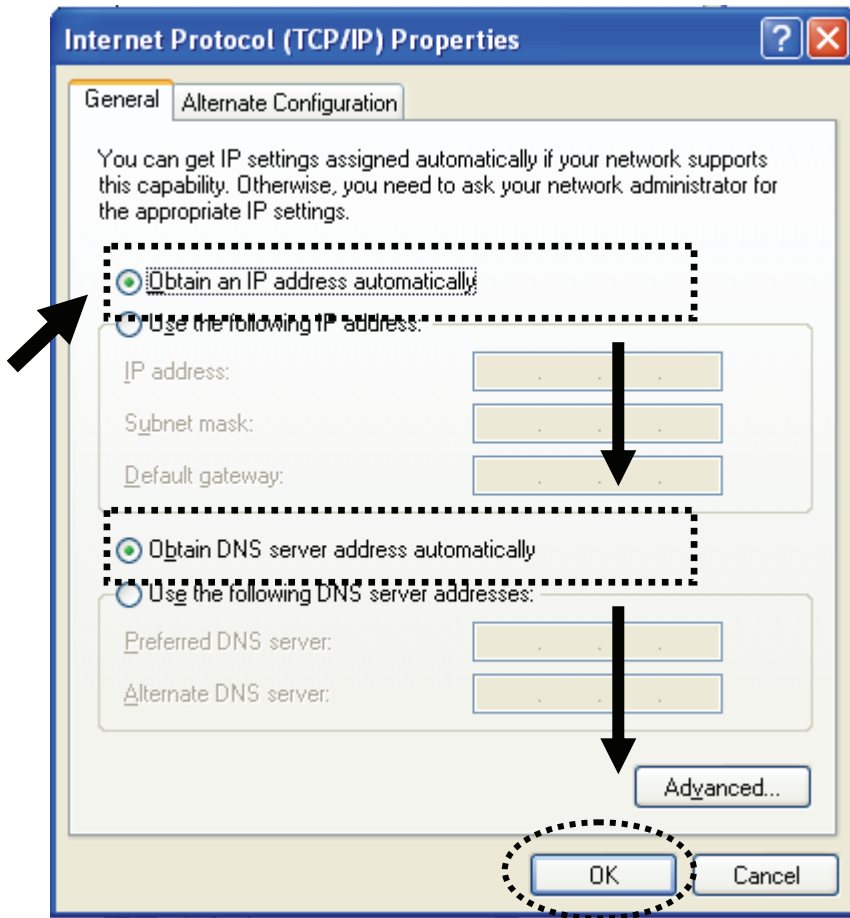 Internet Protocol (TCP/IP) Properties
General
Alternate Configuration
You can get IP settings assigned automatically if your network supports
this capability. Otherwise, you need to ask your network administrator for
the appropriate IP settings.
Obtain an IP address automatically
Use the following IP address:
IP address:
Subnet mask:
Default gateway:
Obtain DNS server address automatically
Use the following DNS server addresses:
Preferred DNS server:
Alternate DNS server:
Advanced...
OK
Cancel